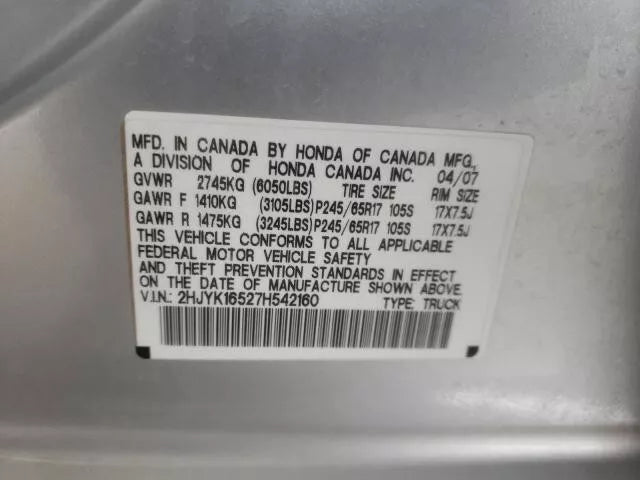 MFD. IN CANADA BY HONDA OF CANADA MFG.,
A DIVISION OF HONDA CANADA INC. 04/07
GVWR 2745KG (6050LBS) TIRE SIZE RIM SIZE
GAWR F 1410KG (3105LBS)P245/65R17 105S 17X7.5J
GAWR R 1475KG (3245LBS)P245/65R17 105S 17X7.5J
THIS VEHICLE CONFORMS TO ALL APPLICABLE
FEDERAL MOTOR VEHICLE SAFETY
AND THEFT PREVENTION STANDARDS IN EFFECT
ON THE DATE OF MANUFACTURE SHOWN ABOVE.
V.I.N.: 2HJYK16527H542160 TYPE: TRUCK